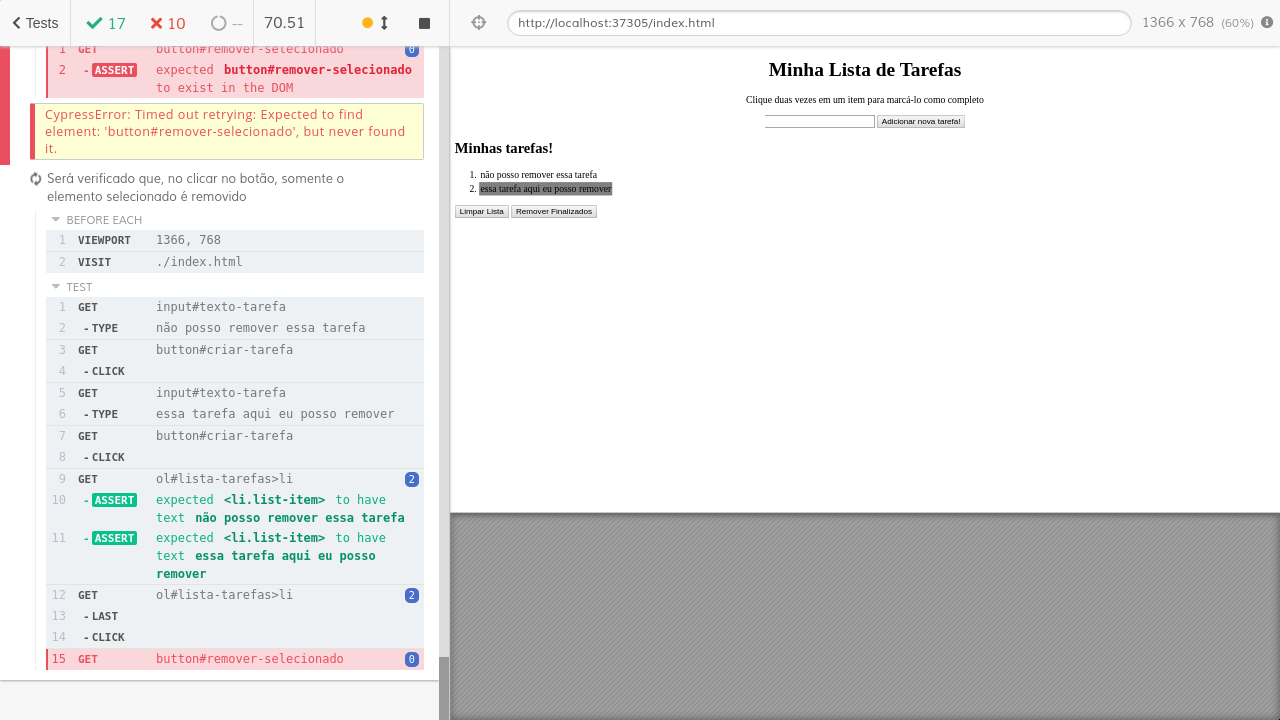 Tests
17
10
--
70.51
http://localhost:37305/index.html
1366 x 768 (60%)
1 GET button#remover-selecionado 0
2 - ASSERT expected button#remover-selecionado
to exist in the DOM
CypressError: Timed out retrying: Expected to find
element: 'button#remover-selecionado', but never found
it.
Será verificado que, no clicar no botão, somente o
elemento selecionado é removido
BEFORE EACH
1 VIEWPORT 1366, 768
2 VISIT ./index.html
TEST
1 GET input#texto-tarefa
2 - TYPE não posso remover essa tarefa
3 GET button#criar-tarefa
4 - CLICK
5 GET input#texto-tarefa
6 - TYPE essa tarefa aqui eu posso remover
7 GET button#criar-tarefa
8 - CLICK
9 GET ol#lista-tarefas>li 2
10 - ASSERT expected <li.list-item> to have
text não posso remover essa tarefa
11 - ASSERT expected <li.list-item> to have
text essa tarefa aqui eu posso
remover
12 GET ol#lista-tarefas>li 2
13 - LAST
14 - CLICK
15 GET button#remover-selecionado 0
Minha Lista de Tarefas
Clique duas vezes em um item para marcá-lo como completo
Adicionar nova tarefa!
Minhas tarefas!
1. não posso remover essa tarefa
2. essa tarefa aqui eu posso remover
Limpar Lista Remover Finalizados